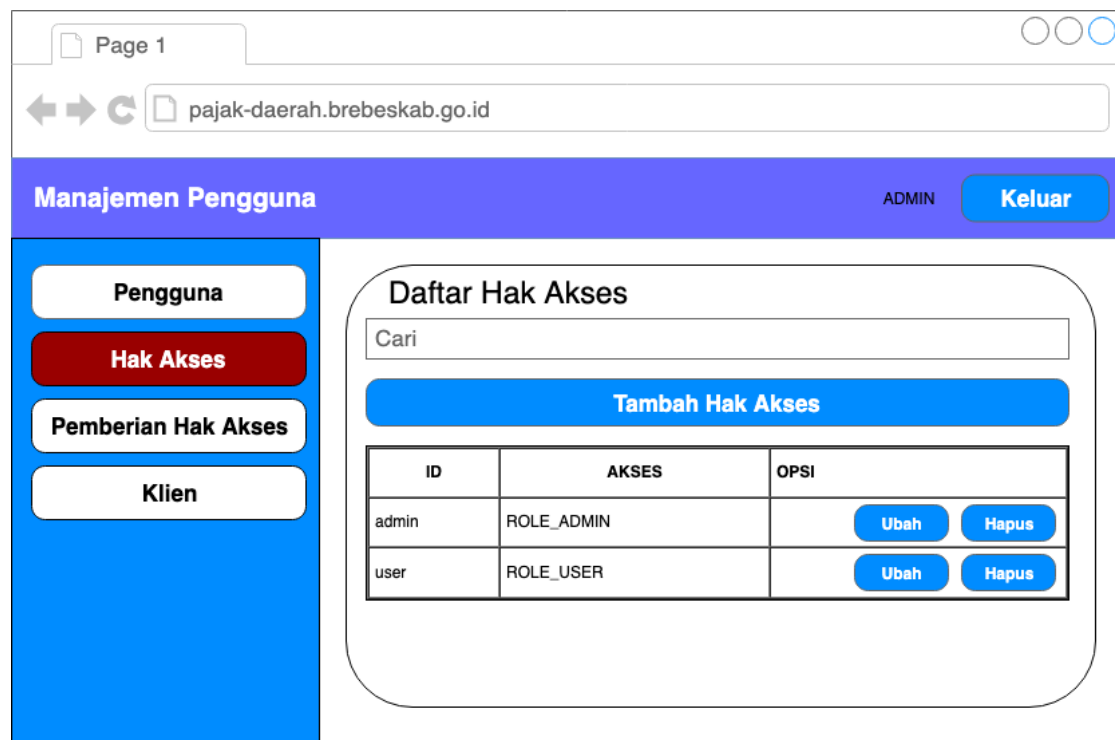 Page 1
pajak-daerah.brebeskab.go.id
Manajemen Pengguna
ADMIN
Keluar
Pengguna
Hak Akses
Pemberian Hak Akses
Klien
Daftar Hak Akses
Cari
Tambah Hak Akses
ID AKSES OPSI
admin ROLE_ADMIN Ubah Hapus
user ROLE_USER Ubah Hapus